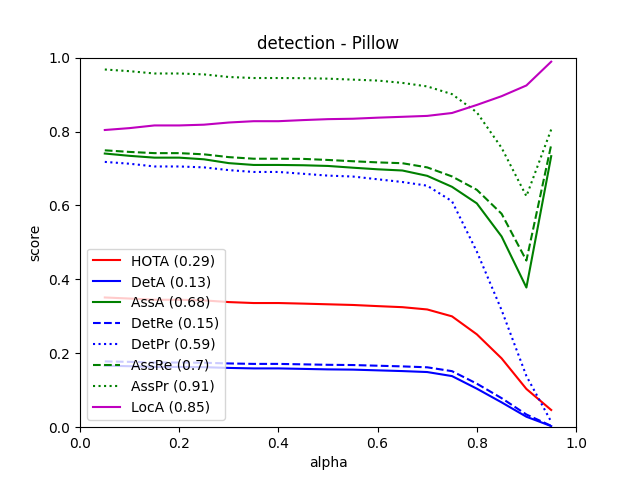 detection - Pillow
1.0
0.8
0.6
0.4
0.2
0.0
score
HOTA (0.29)
DetA (0.13)
AssA (0.68)
DetRe (0.15)
DetPr (0.59)
AssRe (0.7)
AssPr (0.91)
LocA (0.85)
0.0 0.2 0.4 0.6 0.8 1.0
alpha